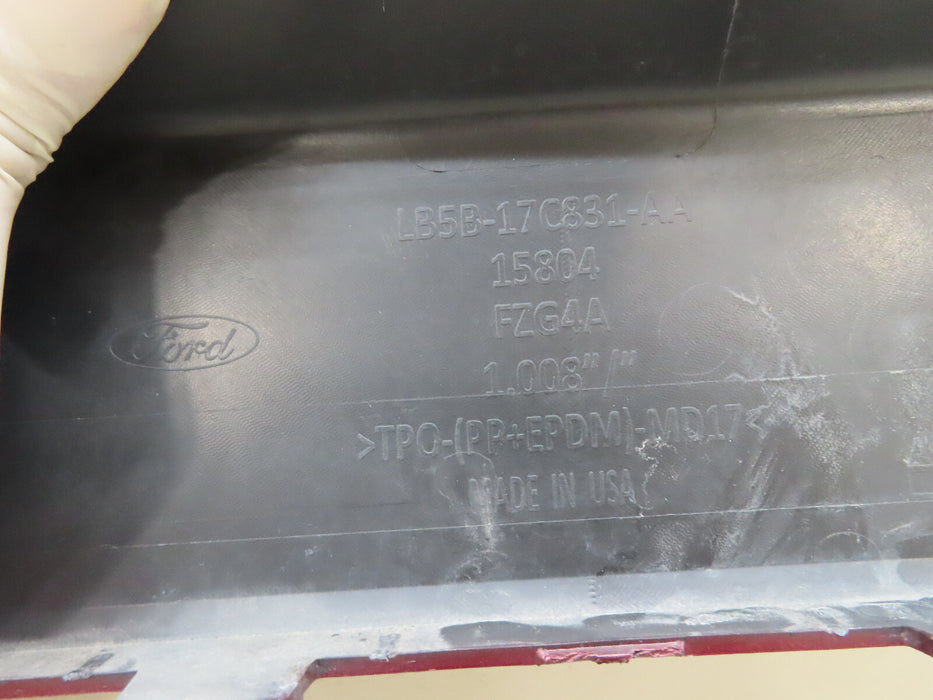 LB5B-17C831-AA
15804
FZG4A
Ford
1.008"/"
>TPO-(PP+EPDM)-MD17<
MADE IN USA